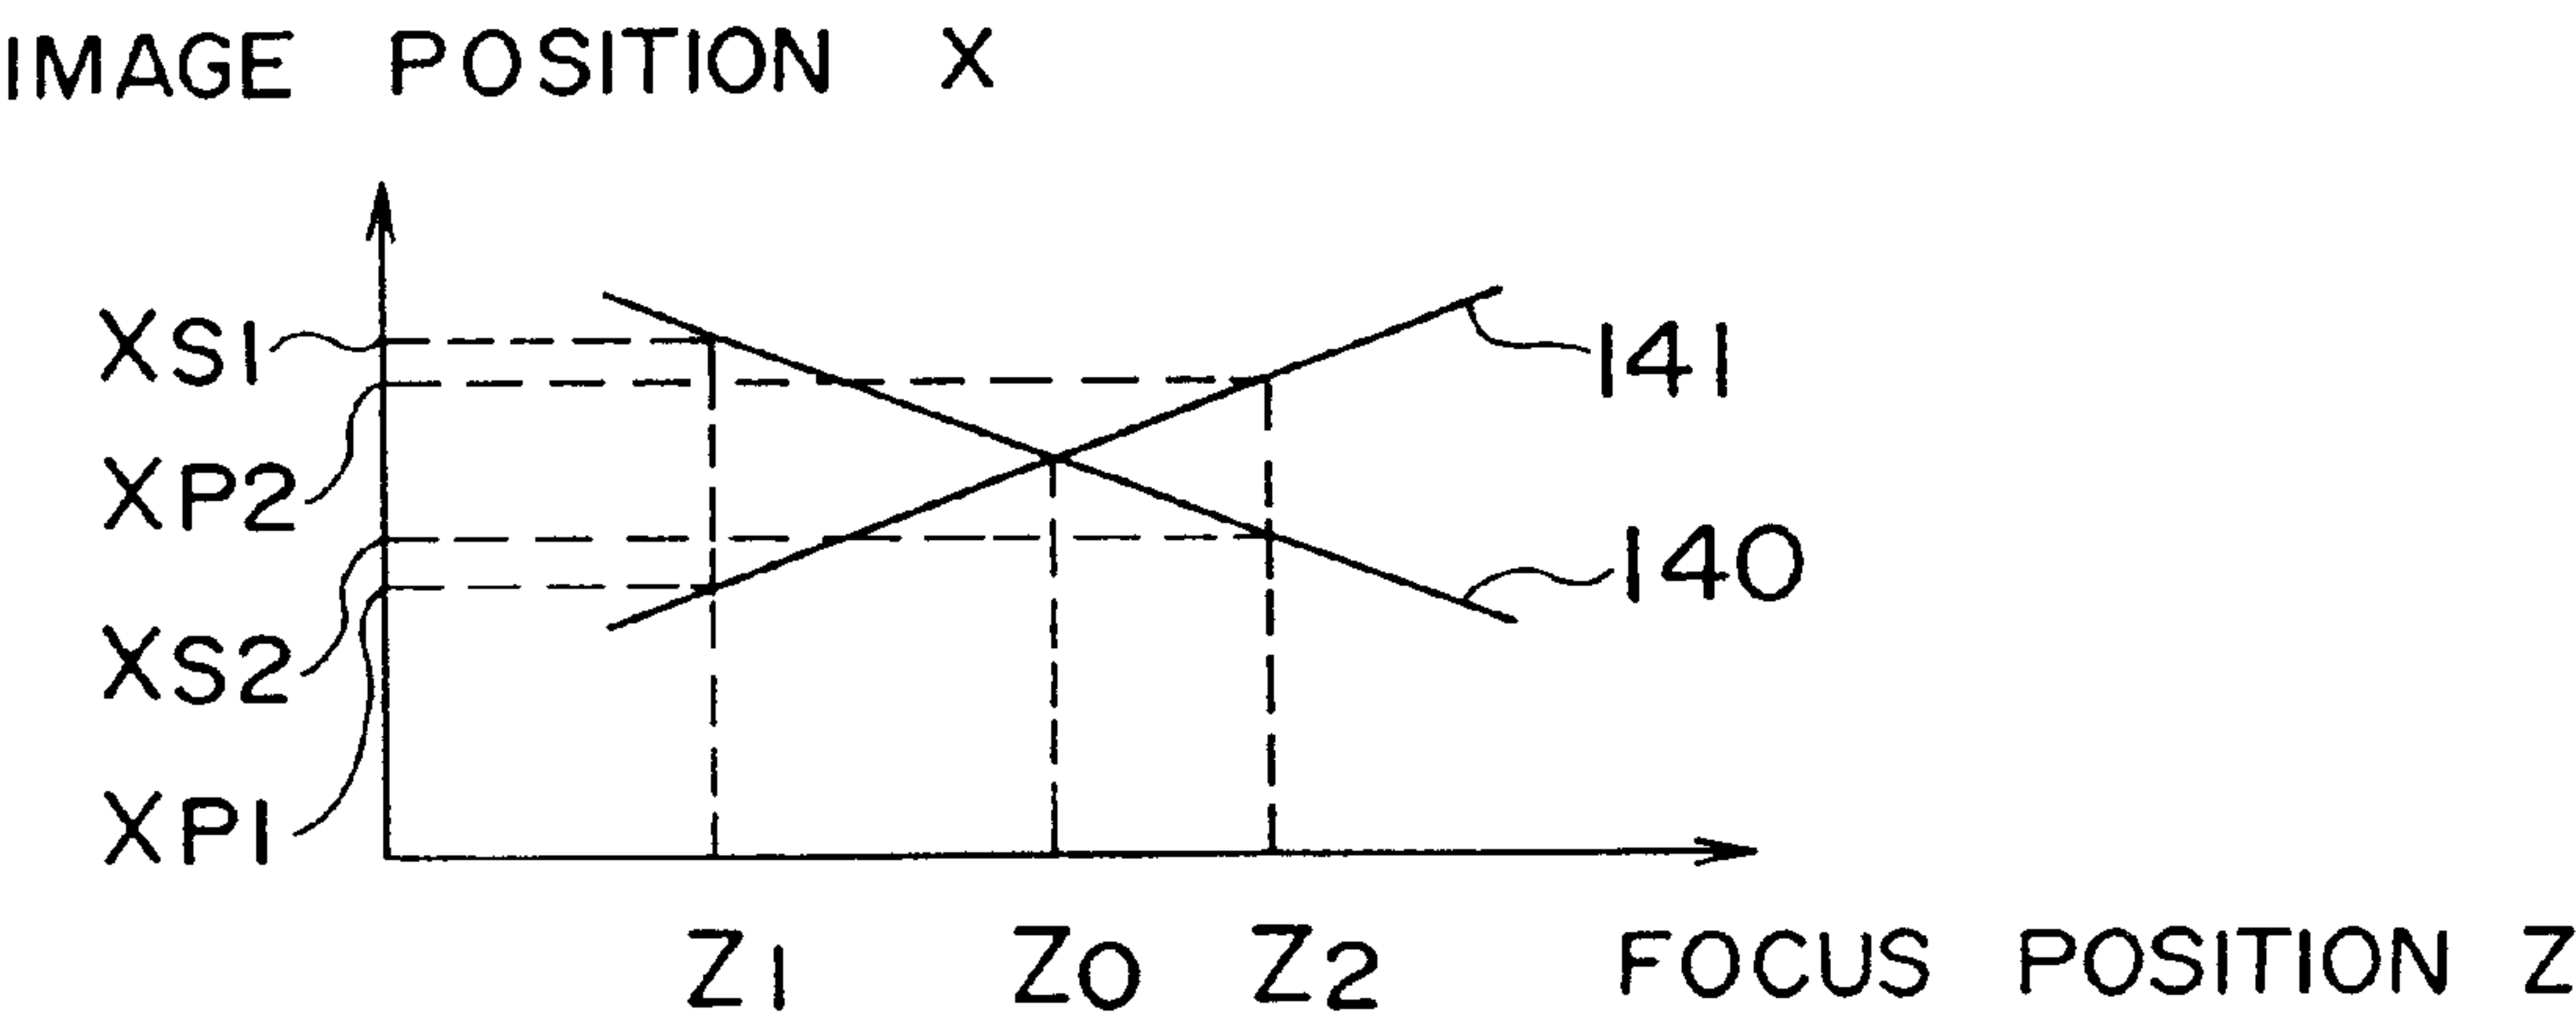 IMAGE POSITION X
XS1
XP2
XS2
XP1
141
140
Z1 Z0 Z2 FOCUS POSITION Z